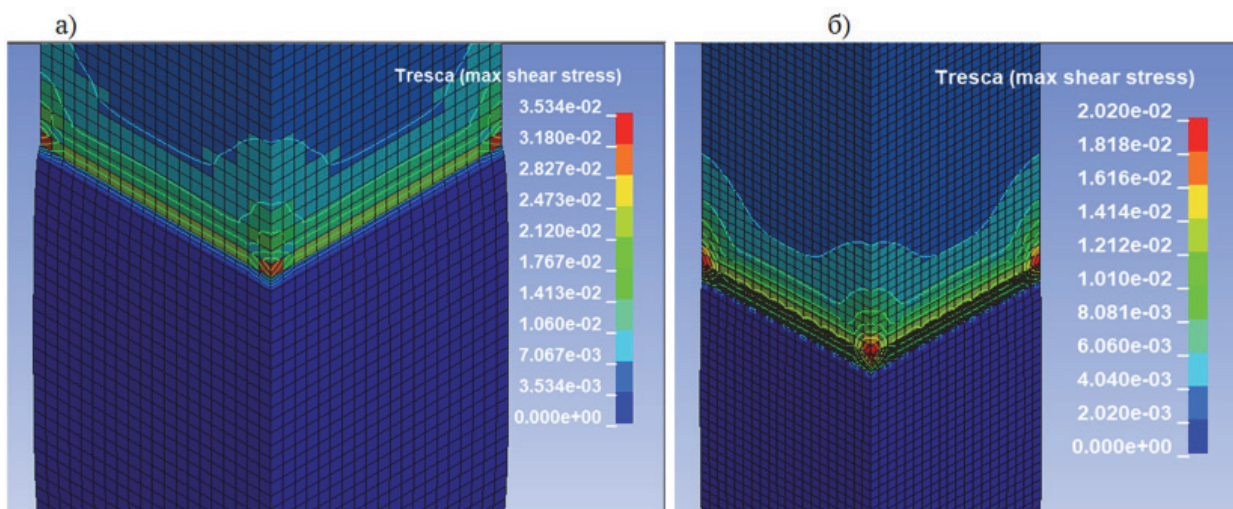 а)
б)
Tresca (max shear stress)
3.534e-02
3.180e-02
2.827e-02
2.473e-02
2.120e-02
1.767e-02
1.413e-02
1.060e-02
7.067e-03
3.534e-03
0.000e+00
Tresca (max shear stress)
2.020e-02
1.818e-02
1.616e-02
1.414e-02
1.212e-02
1.010e-02
8.081e-03
6.060e-03
4.040e-03
2.020e-03
0.000e+00